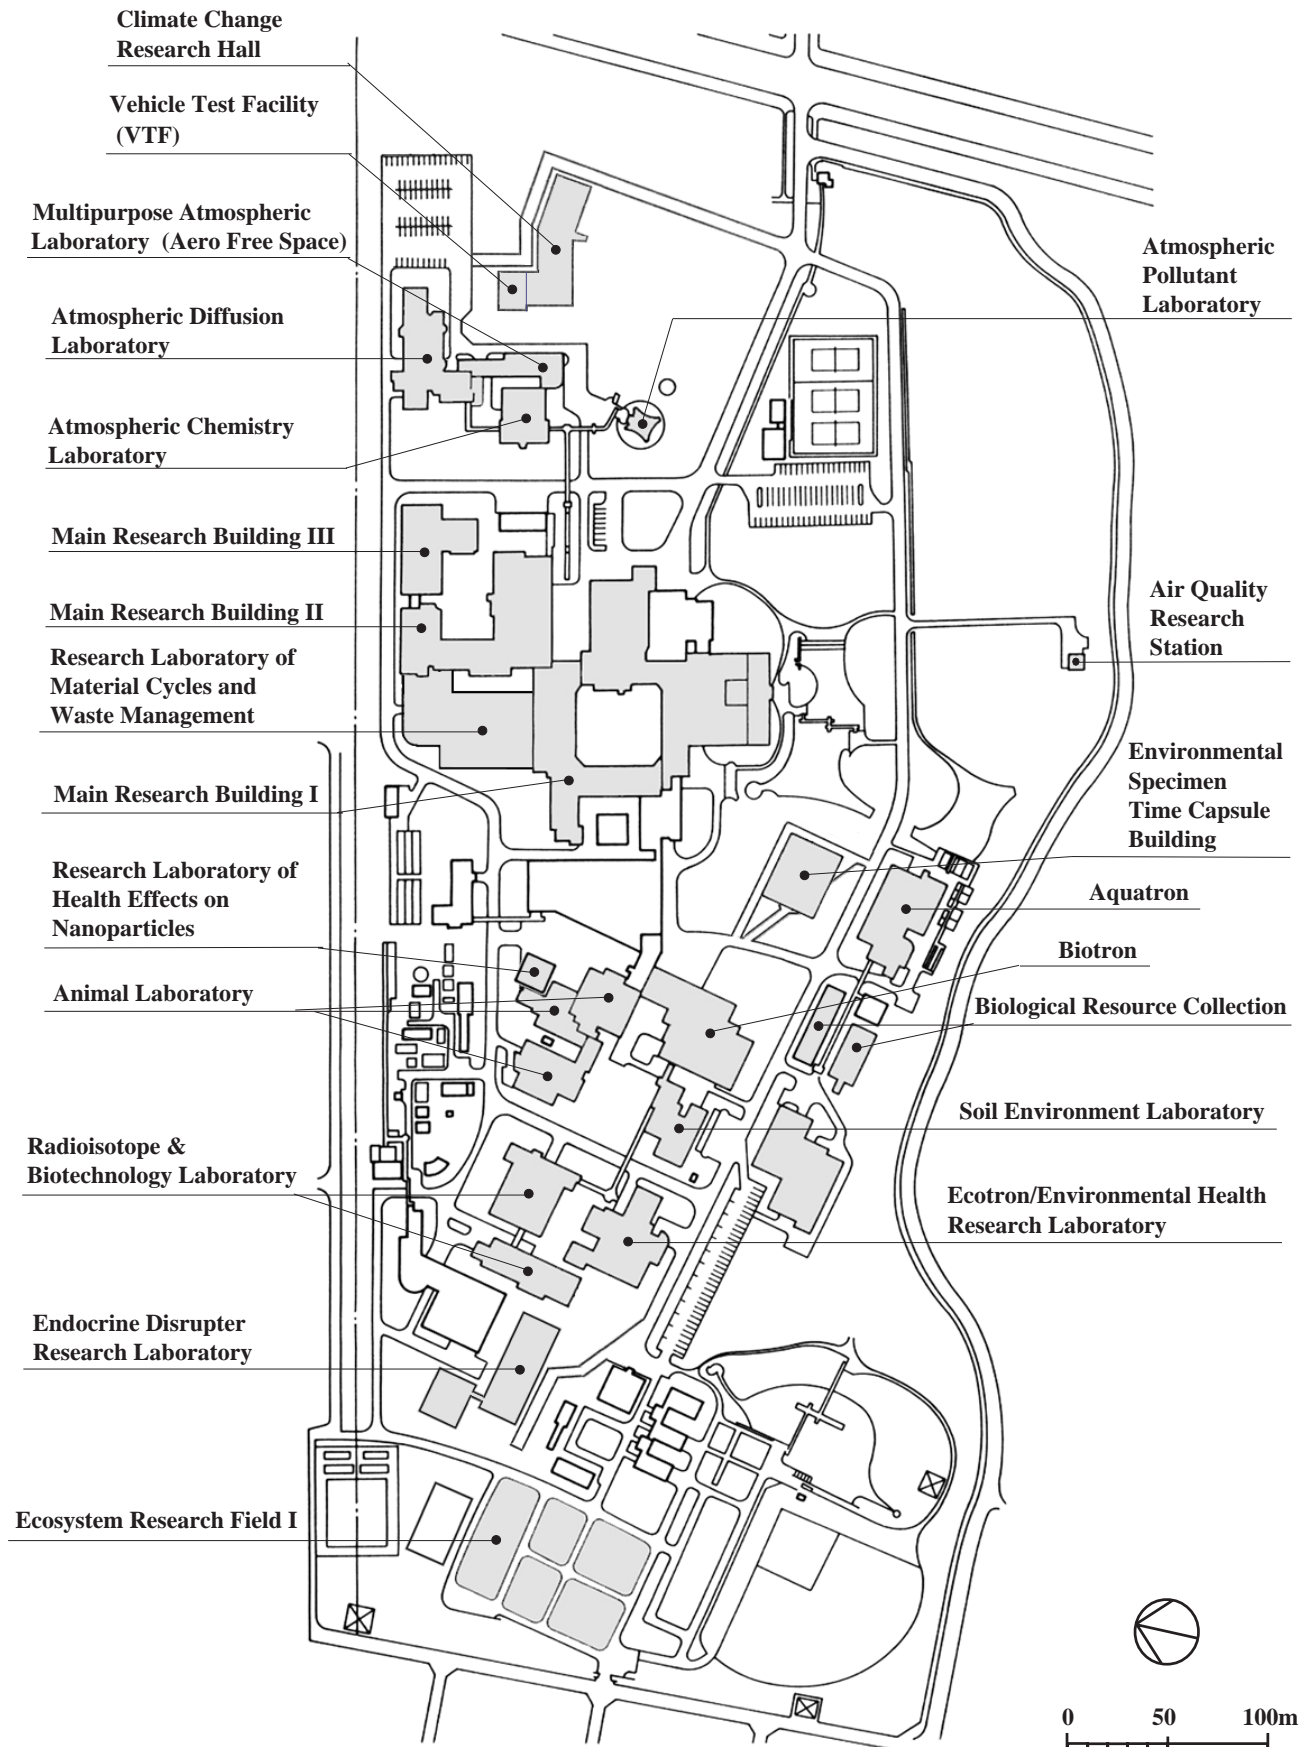 Climate Change
Research Hall
Vehicle Test Facility
(VTF)
Multipurpose Atmospheric
Laboratory (Aero Free Space)
Atmospheric Diffusion
Laboratory
Atmospheric Chemistry
Laboratory
Main Research Building III
Main Research Building II
Research Laboratory of
Material Cycles and
Waste Management
Main Research Building I
Research Laboratory of
Health Effects on
Nanoparticles
Animal Laboratory
Radioisotope &
Biotechnology Laboratory
Endocrine Disrupter
Research Laboratory
Ecosystem Research Field I
Atmospheric
Pollutant
Laboratory
Air Quality
Research
Station
Environmental
Specimen
Time Capsule
Building
Aquatron
Biotron
Biological Resource Collection
Soil Environment Laboratory
Ecotron/Environmental Health
Research Laboratory
0 50 100m